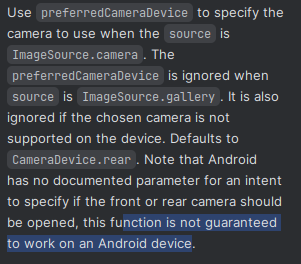 Use preferredCameraDevice to specify the
camera to use when the source is
ImageSource.camera. The
preferredCameraDevice is ignored when
source is ImageSource.gallery. It is also
ignored if the chosen camera is not
supported on the device. Defaults to
CameraDevice.rear. Note that Android
has no documented parameter for an intent
to specify if the front or rear camera should
be opened, this function is not guaranteed
to work on an Android device.